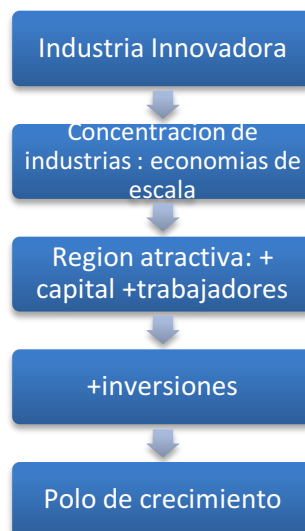 Industria Innovadora
Concentracion de
industrias : economias de
escala
Region atractiva: +
capital +trabajadores
+inversiones
Polo de crecimiento